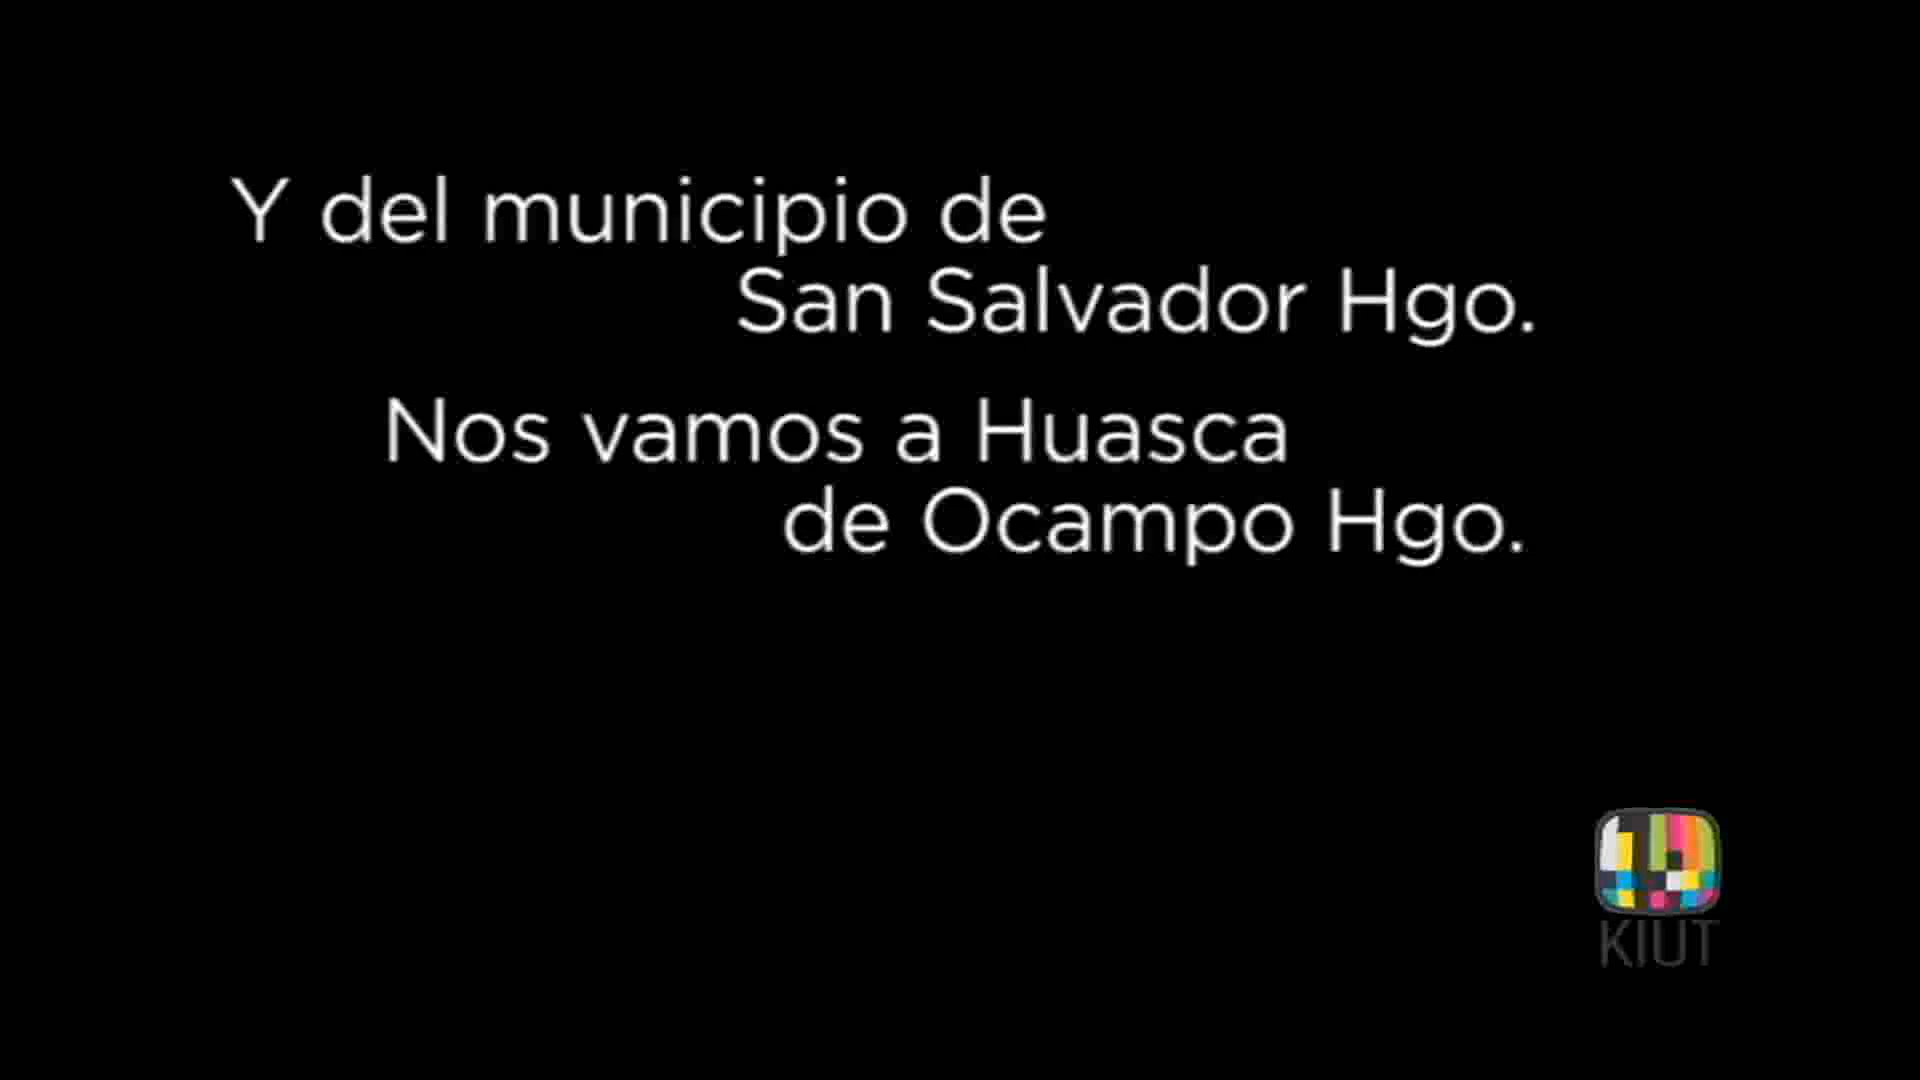 Y del municipio de
San Salvador Hgo.
Nos vamos a Huasca
de Ocampo Hgo.
KIUT